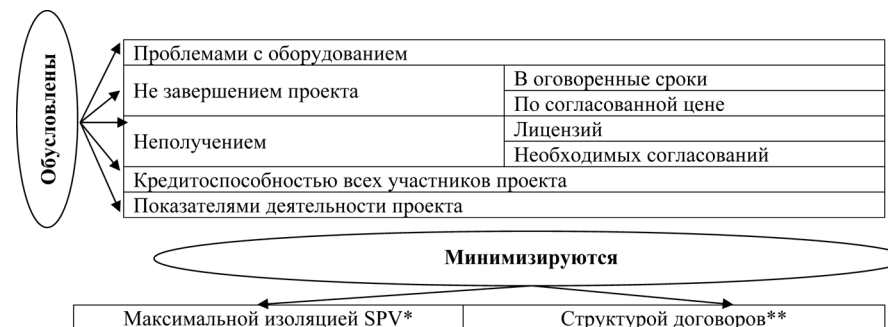 Обусловлены
Проблемами с оборудованием
Не завершением проекта
В оговоренные сроки
По согласованной цене
Неполучением
Лицензий
Необходимых согласований
Кредитоспособностью всех участников проекта
Показателями деятельности проекта
Минимизируются
Максимальной изоляцией SPV*
Структурой договоров**